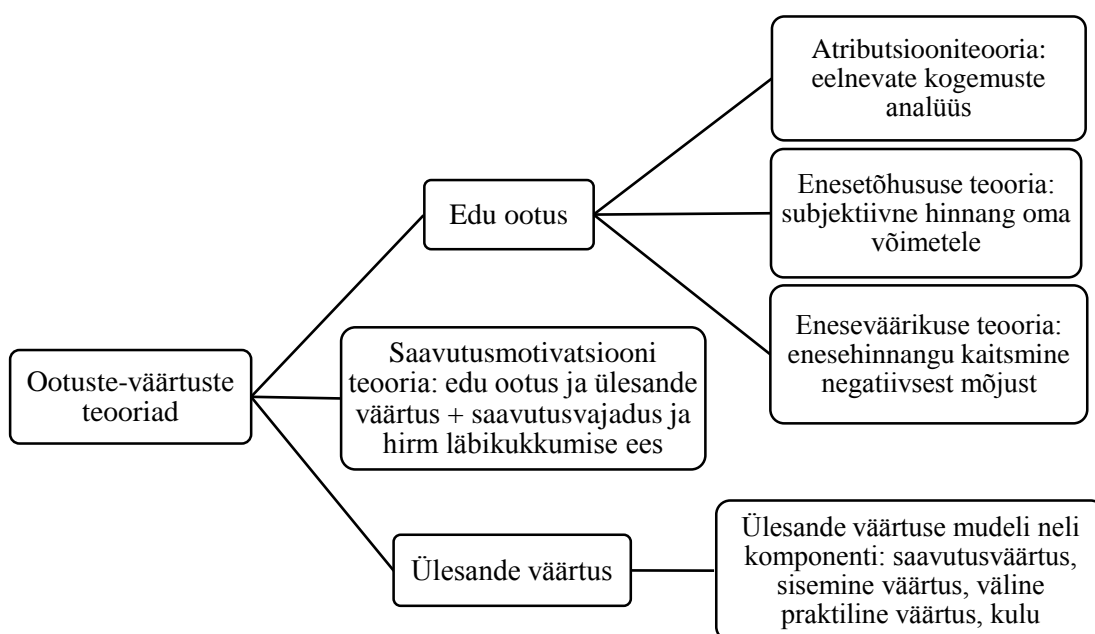 Atributsiooniteooria:
eelnevate kogemuste
analüüs
Edu ootus
Enesetõhususe teooria:
subjektiivne hinnang oma
võimetele
Eneseväärikuse teooria:
enesehinnangu kaitsmine
negatiivsest mõjust
Ootuste-väärtuste
teooriad
Saavutusmotivatsiooni
teooria: edu ootus ja ülesande
väärtus + saavutusvajadus ja
hirm läbikukkumise ees
Ülesande väärtus
Ülesande väärtuse mudeli neli
komponenti: saavutusväärtus,
sisemine väärtus, väline
praktiline väärtus, kulu